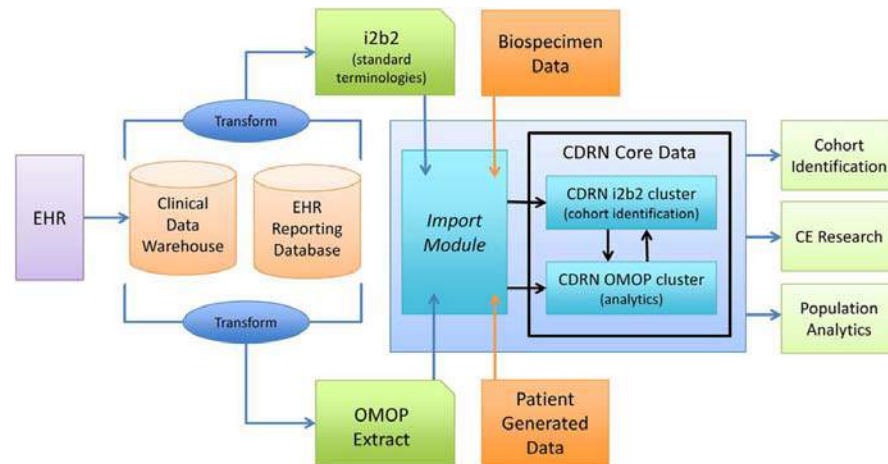 i2b2
(standard
terminologies)
Biospecimen
Data
Transform
EHR
Clinical
Data
Warehouse
EHR
Reporting
Database
Import
Module
CDRN Core Data
CDRN i2b2 cluster
(cohort identification)
CDRN OMOP cluster
(analytics)
Cohort
Identification
CE Research
Population
Analytics
Transform
OMOP
Extract
Patient
Generated
Data